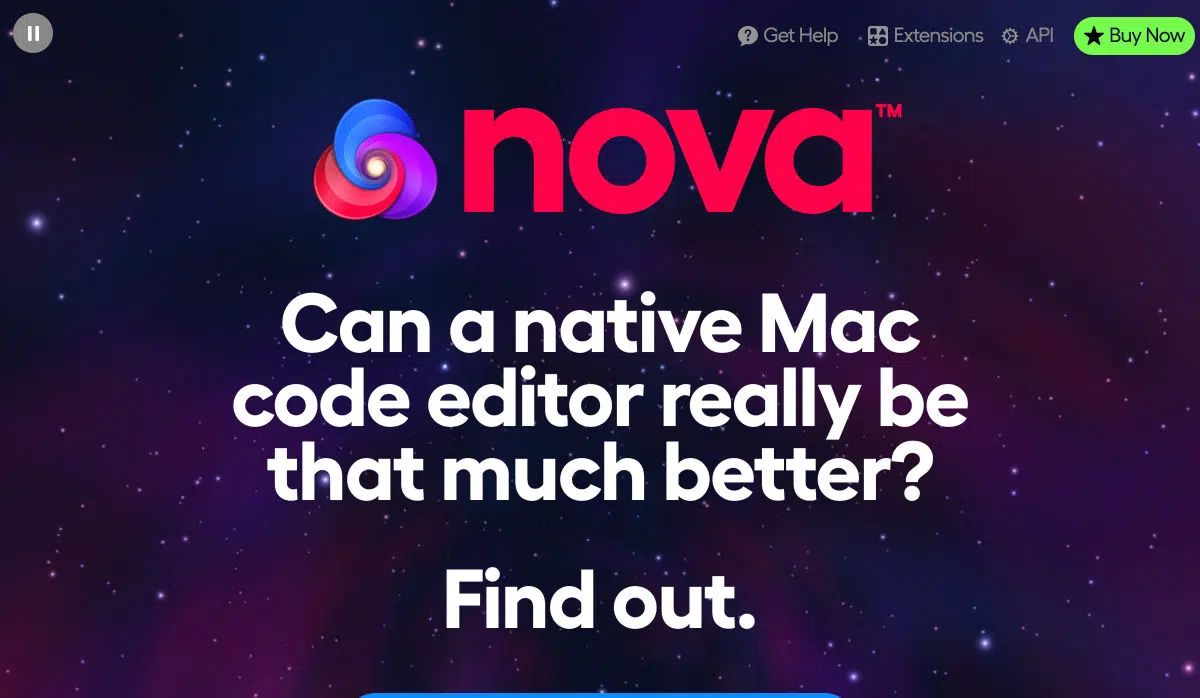 Get Help
Extensions
API
Buy Now
nova™
Can a native Mac
code editor really be
that much better?
Find out.